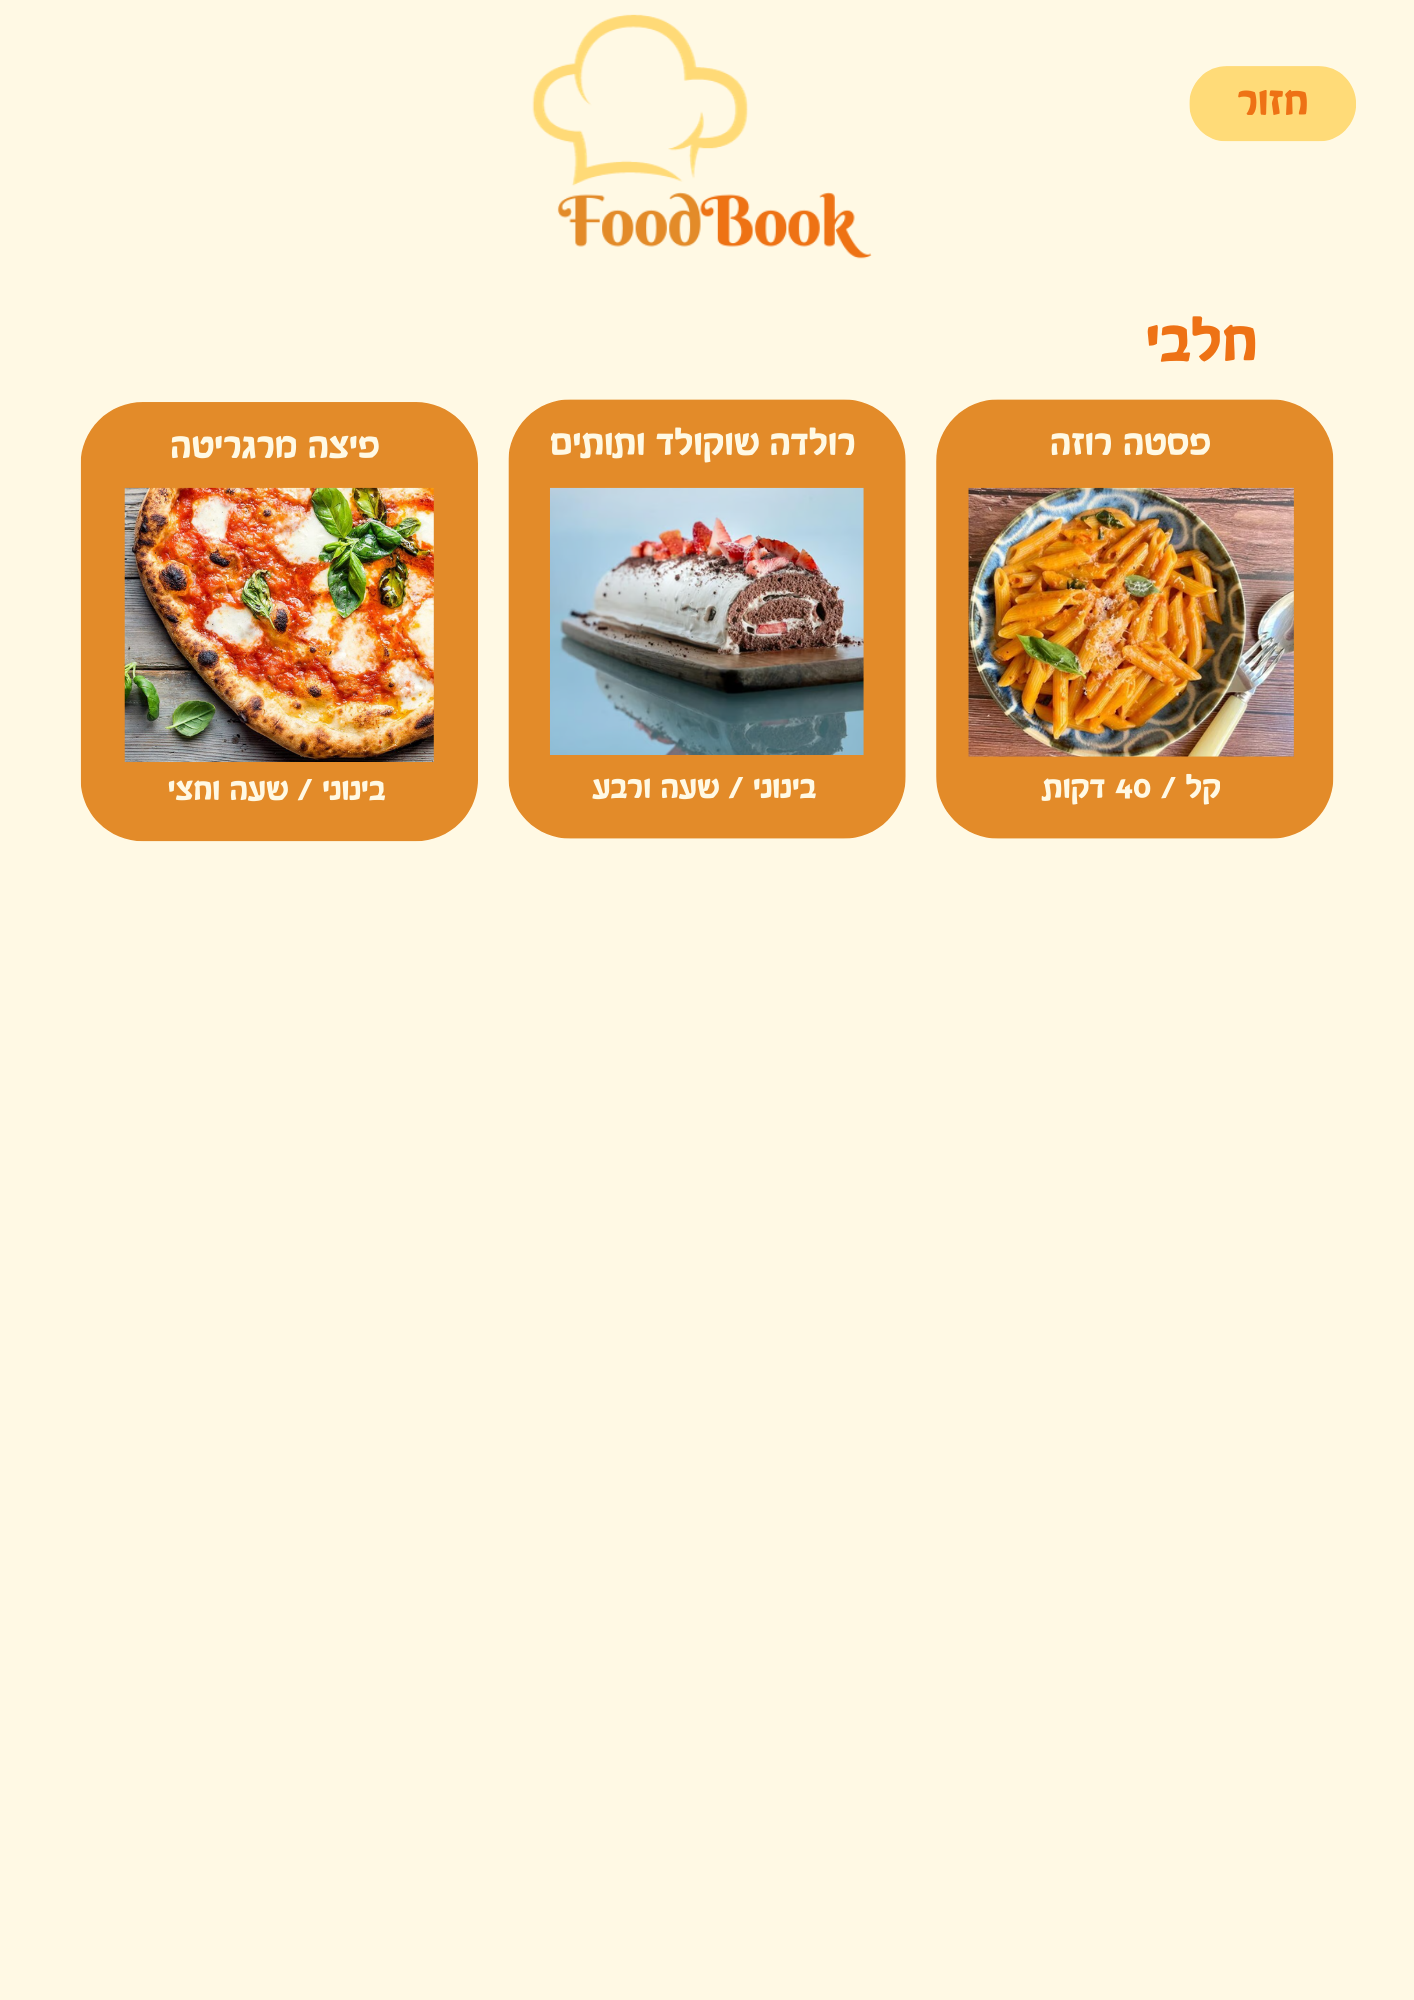 חזור
FoodBook
חלבי
פסטה רוזה
קל / 40 דקות
רולדה שוקולד ותותים
בינוני / שעה ורבע
פיצה מרגריטה
בינוני / שעה וחצי